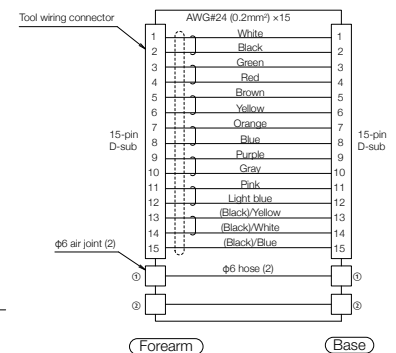 AWG#24 (0.2mm²) ×15
Tool wiring connector
1 White 1
2 Black 2
3 Green 3
4 Red 4
5 Brown 5
6 Yellow 6
7 Orange 7
15-pin D-sub
15-pin D-sub
8 Blue 8
9 Purple 9
10 Gray 10
11 Pink 11
12 Light blue 12
13 (Black)/Yellow 13
14 (Black)/White 14
15 (Black)/Blue 15
φ6 air joint (2)
① φ6 hose (2) ①
② ②
Forearm Base